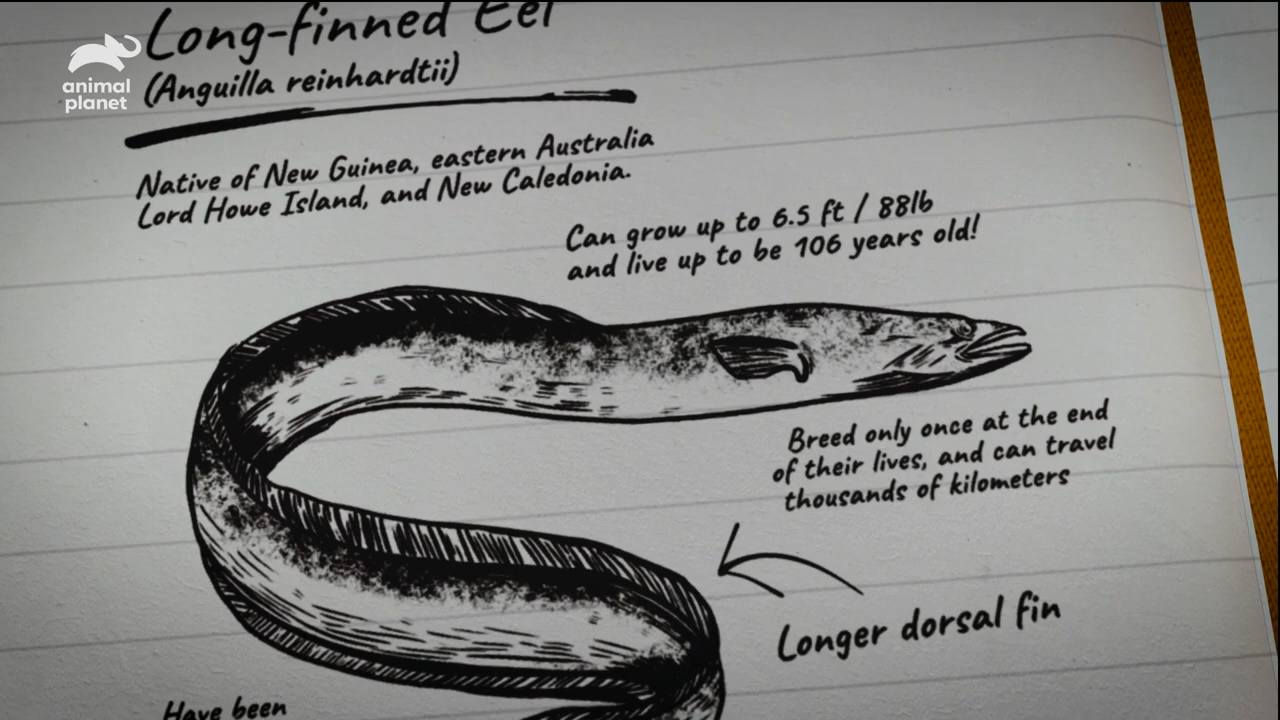 Long-finned Eel
(Anguilla reinhardtii)
animal
planet
Native of New Guinea, eastern Australia
Lord Howe Island, and New Caledonia.
Can grow up to 6.5 ft / 88lb
and live up to be 106 years old!
Breed only once at the end
of their lives, and can travel
thousands of kilometers
Longer dorsal fin
Have been